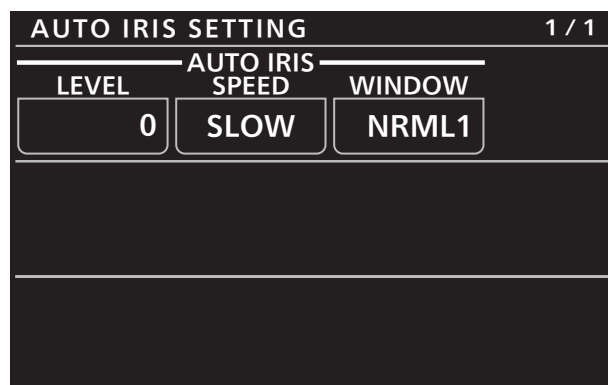 AUTO IRIS SETTING 1 / 1
AUTO IRIS
LEVEL SPEED WINDOW
0 SLOW NRML1